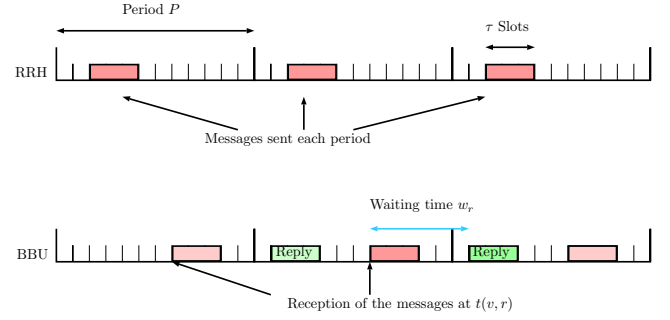 Period P
τ Slots
RRH
Messages sent each period
Waiting time w_r
BBU
Reply
Reply
Reception of the messages at t(v, r)